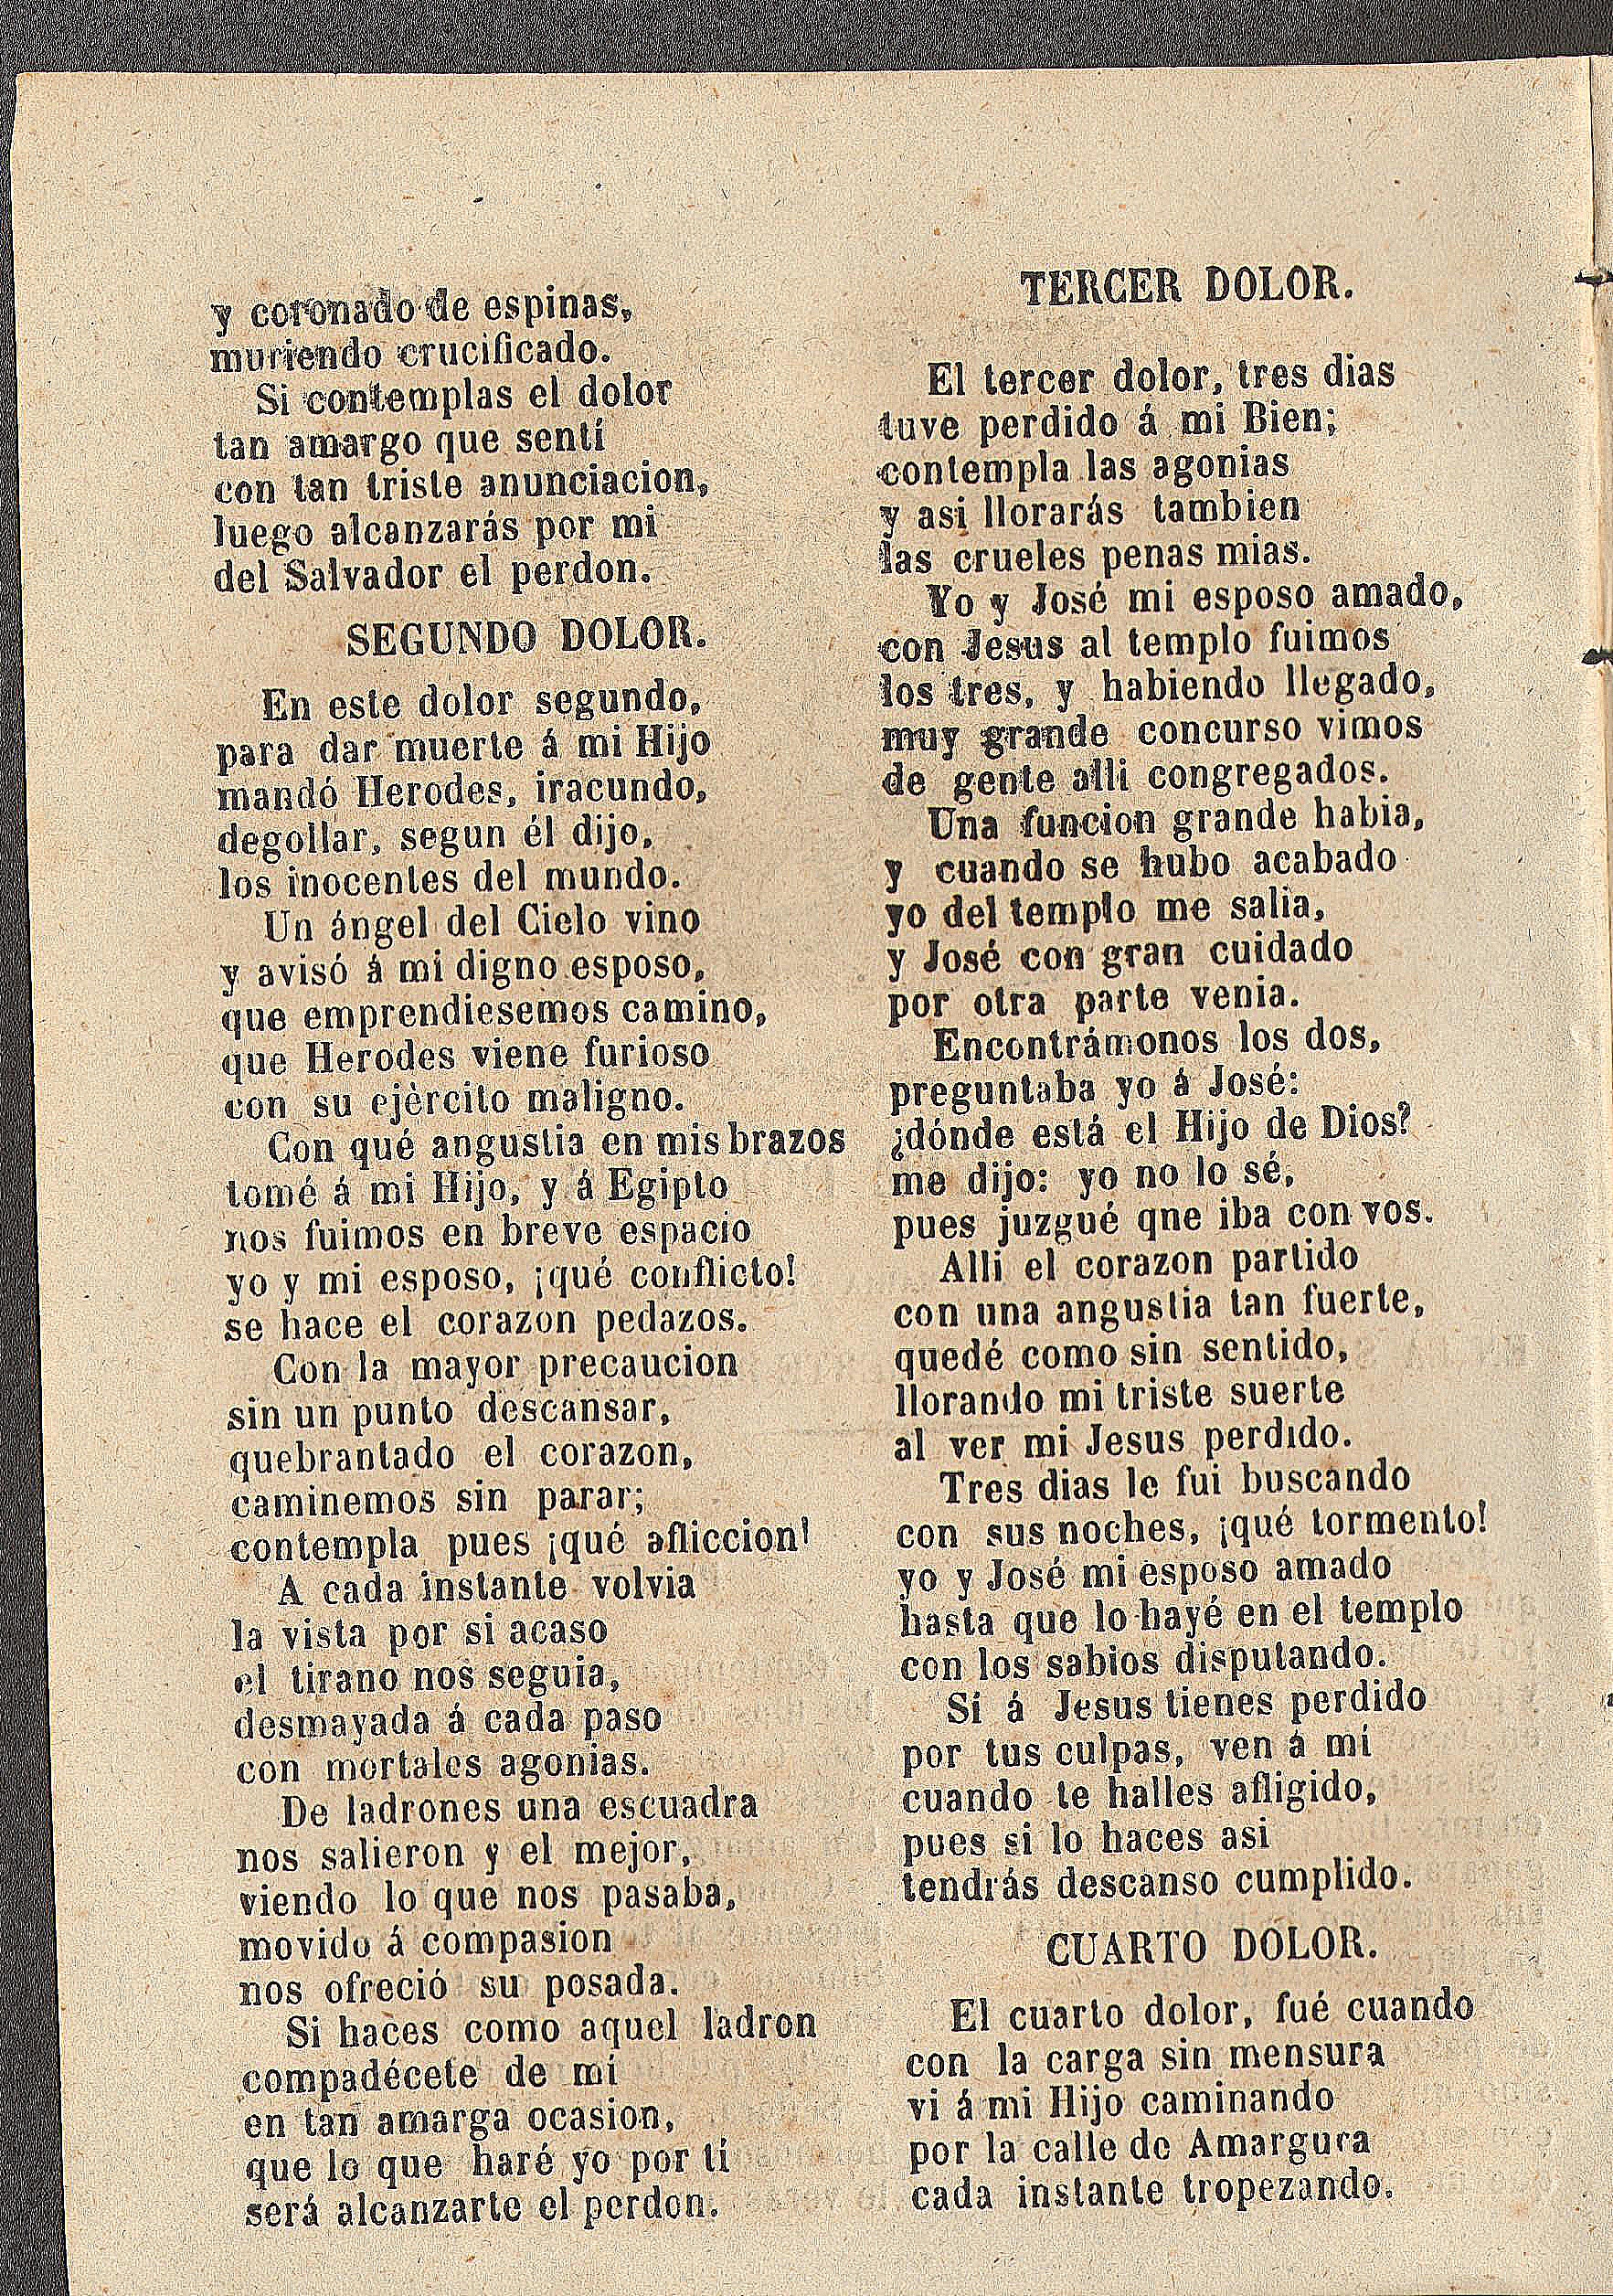 y coronado de espinas,
muriendo crucificado.
Si contemplas el dolor
tan amargo que sentí
con tan triste anunciacion,
luego alcanzarás por mi
del Salvador el perdon.
SEGUNDO DOLOR.
En este dolor segundo,
para dar muerte á mi Hijo
mandó Herodes, iracundo,
degollar, segun él dijo,
los inocentes del mundo.
Un ángel del Cielo vino
y avisó á mi digno esposo,
que emprendiesemos camino,
que Herodes viene furioso
con su ejèrcito maligno.
Con qué angustia en mis brazos
tomé á mi Hijo, y á Egipto
nos fuimos en breve espacio
yo y mi esposo, ¡qué conflicto!
se hace el corazon pedazos.
Con la mayor precaucion
sin un punto descansar,
quebrantado el corazon,
caminemos sin parar;
contempla pues ¡qué afliccion!
A cada instante volvia
la vista por si acaso
el tirano nos seguia,
desmayada á cada paso
con mortales agonias.
De ladrones una escuadra
nos salieron y el mejor,
viendo lo que nos pasaba,
movido á compasion
nos ofreció su posada.
Si haces como aquel ladron
compadécete de mí
en tan amarga ocasion,
que lo que haré yo por tí
será alcanzarte el perdon.
TERCER DOLOR.
El tercer dolor, tres dias
tuve perdido á mi Bien;
contempla las agonias
y asi llorarás tambien
las crueles penas mias.
Yo y José mi esposo amado,
con Jesus al templo fuimos
los tres, y habiendo llegado,
muy grande concurso vimos
de gente alli congregados.
Una funcion grande habia,
y cuando se hubo acabado
yo del templo me salia,
y José con gran cuidado
por otra parte venia.
Encontrámonos los dos,
preguntaba yo á José:
¿dónde está el Hijo de Dios?
me dijo: yo no lo sé,
pues juzgué qne iba con vos.
Alli el corazon partido
con una angustia tan fuerte,
quedé como sin sentido,
llorando mi triste suerte
al ver mi Jesus perdido.
Tres dias le fui buscando
con sus noches, ¡qué tormento!
yo y José mi esposo amado
hasta que lo hayé en el templo
con los sabios disputando.
Sí á Jesus tienes perdido
por tus culpas, ven á mí
cuando te halles afligido,
pues si lo haces asi
tendrás descanso cumplido.
CUARTO DOLOR.
El cuarto dolor, fué cuando
con la carga sin mensura
vi á mi Hijo caminando
por la calle de Amargura
cada instante tropezando.